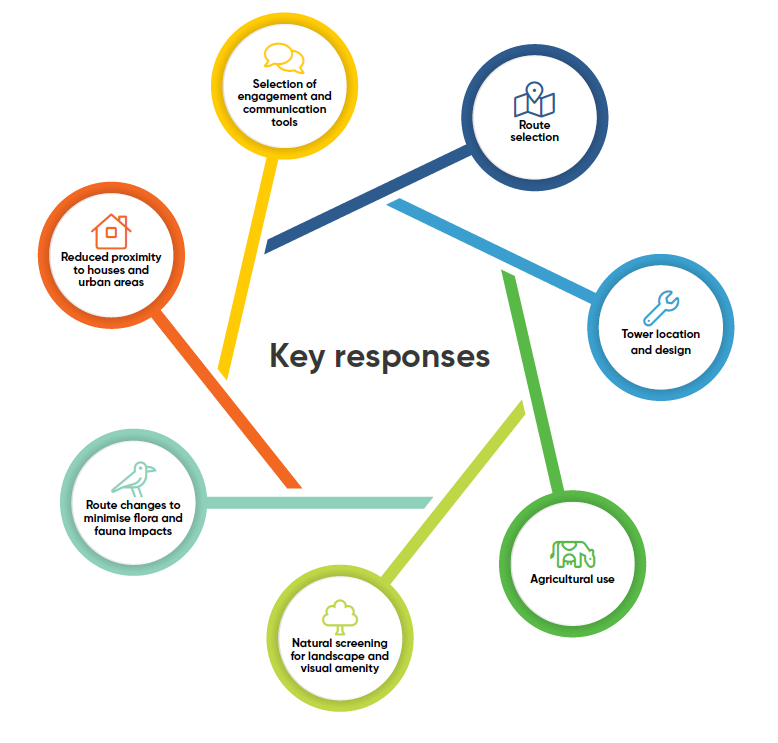 Selection of
engagement and
communication
tools
Route
selection
Reduced proximity
to houses and
urban areas
Tower location
and design
Key responses
Route changes to
minimise flora and
fauna impacts
Agricultural use
Natural screening
for landscape and
visual amenity